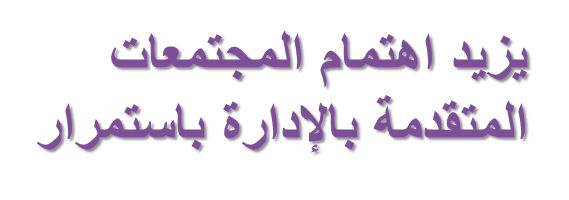 يزيد اهتمام المجتمعات
المتقدمة بالإدارة باستمرار